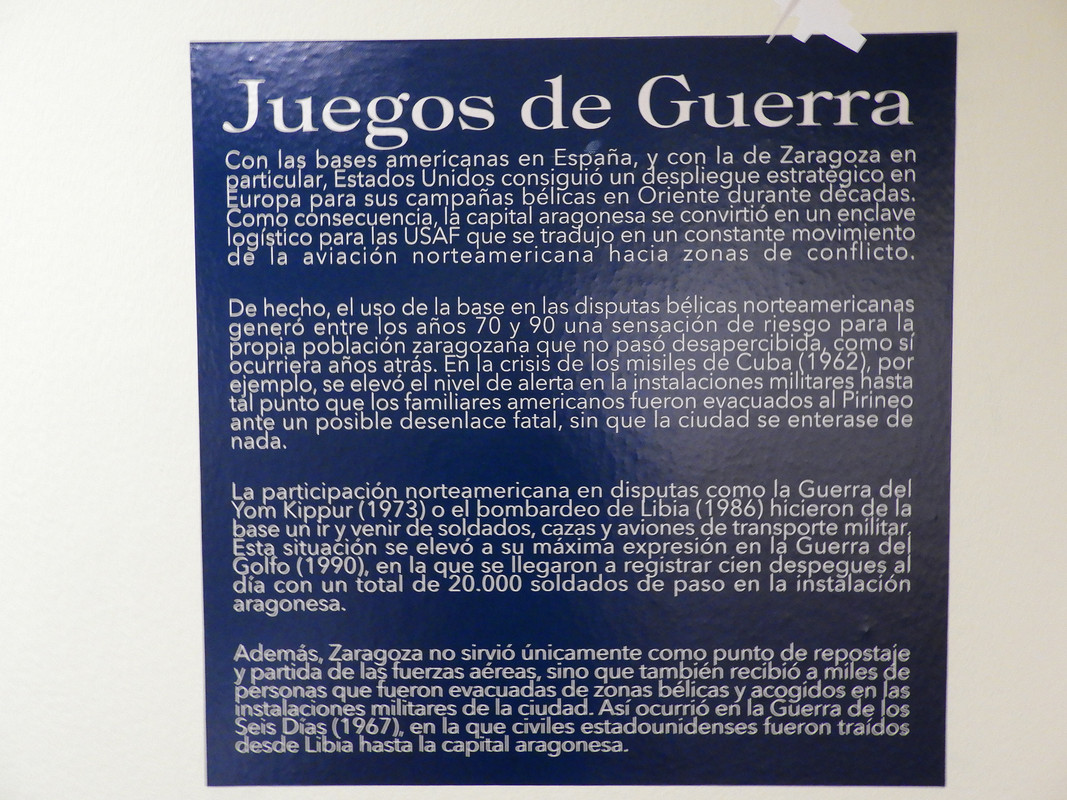 Juegos de Guerra
Con las bases americanas en España, y con la de Zaragoza en
particular, Estados Unidos consiguió un despliegue estratégico en
Europa para sus campañas bélicas en Oriente durante décadas.
Como consecuencia, la capital aragonesa se convirtió en un enclave
logístico para las USAF que se tradujo en un constante movimiento
de la aviación norteamericana hacia zonas de conflicto.
De hecho, el uso de la base en las disputas bélicas norteamericanas
generó entre los años 70 y 90 una sensación de riesgo para la
propia población zaragozana que no pasó desapercibida, como sí
ocurriera años atrás. En la crisis de los misiles de Cuba (1962), por
ejemplo, se elevó el nivel de alerta en la instalaciones militares hasta
tal punto que los familiares americanos fueron evacuados al Pirineo
ante un posible desenlace fatal, sin que la ciudad se enterase de
nada.
La participación norteamericana en disputas como la Guerra del
Yom Kippur (1973) o el bombardeo de Libia (1986) hicieron de la
base un ir y venir de soldados, cazas y aviones de transporte militar.
Esta situación se elevó a su máxima expresión en la Guerra del
Golfo (1990), en la que se llegaron a registrar cien despegues al
día con un total de 20.000 soldados de paso en la instalación
aragonesa.
Además, Zaragoza no sirvió únicamente como punto de repostaje
y partida de las fuerzas aéreas, sino que también recibió a miles de
personas que fueron evacuadas de zonas bélicas y acogidos en las
instalaciones militares de la ciudad. Así ocurrió en la Guerra de los
Seis Días (1967), en la que civiles estadounidenses fueron traídos
desde Libia hasta la capital aragonesa.